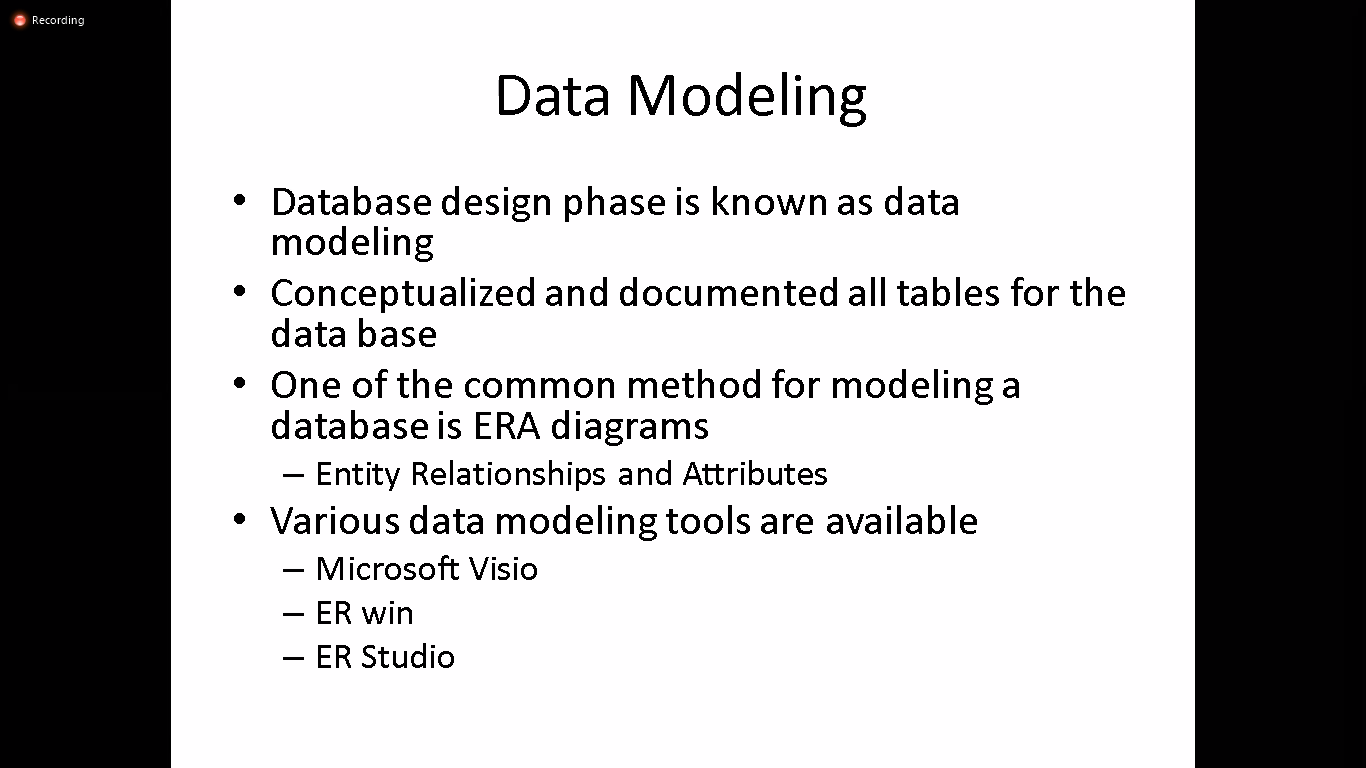 Recording
Data Modeling
• Database design phase is known as data
modeling
• Conceptualized and documented all tables for the
data base
• One of the common method for modeling a
database is ERA diagrams
– Entity Relationships and Attributes
• Various data modeling tools are available
– Microsoft Visio
– ER win
– ER Studio